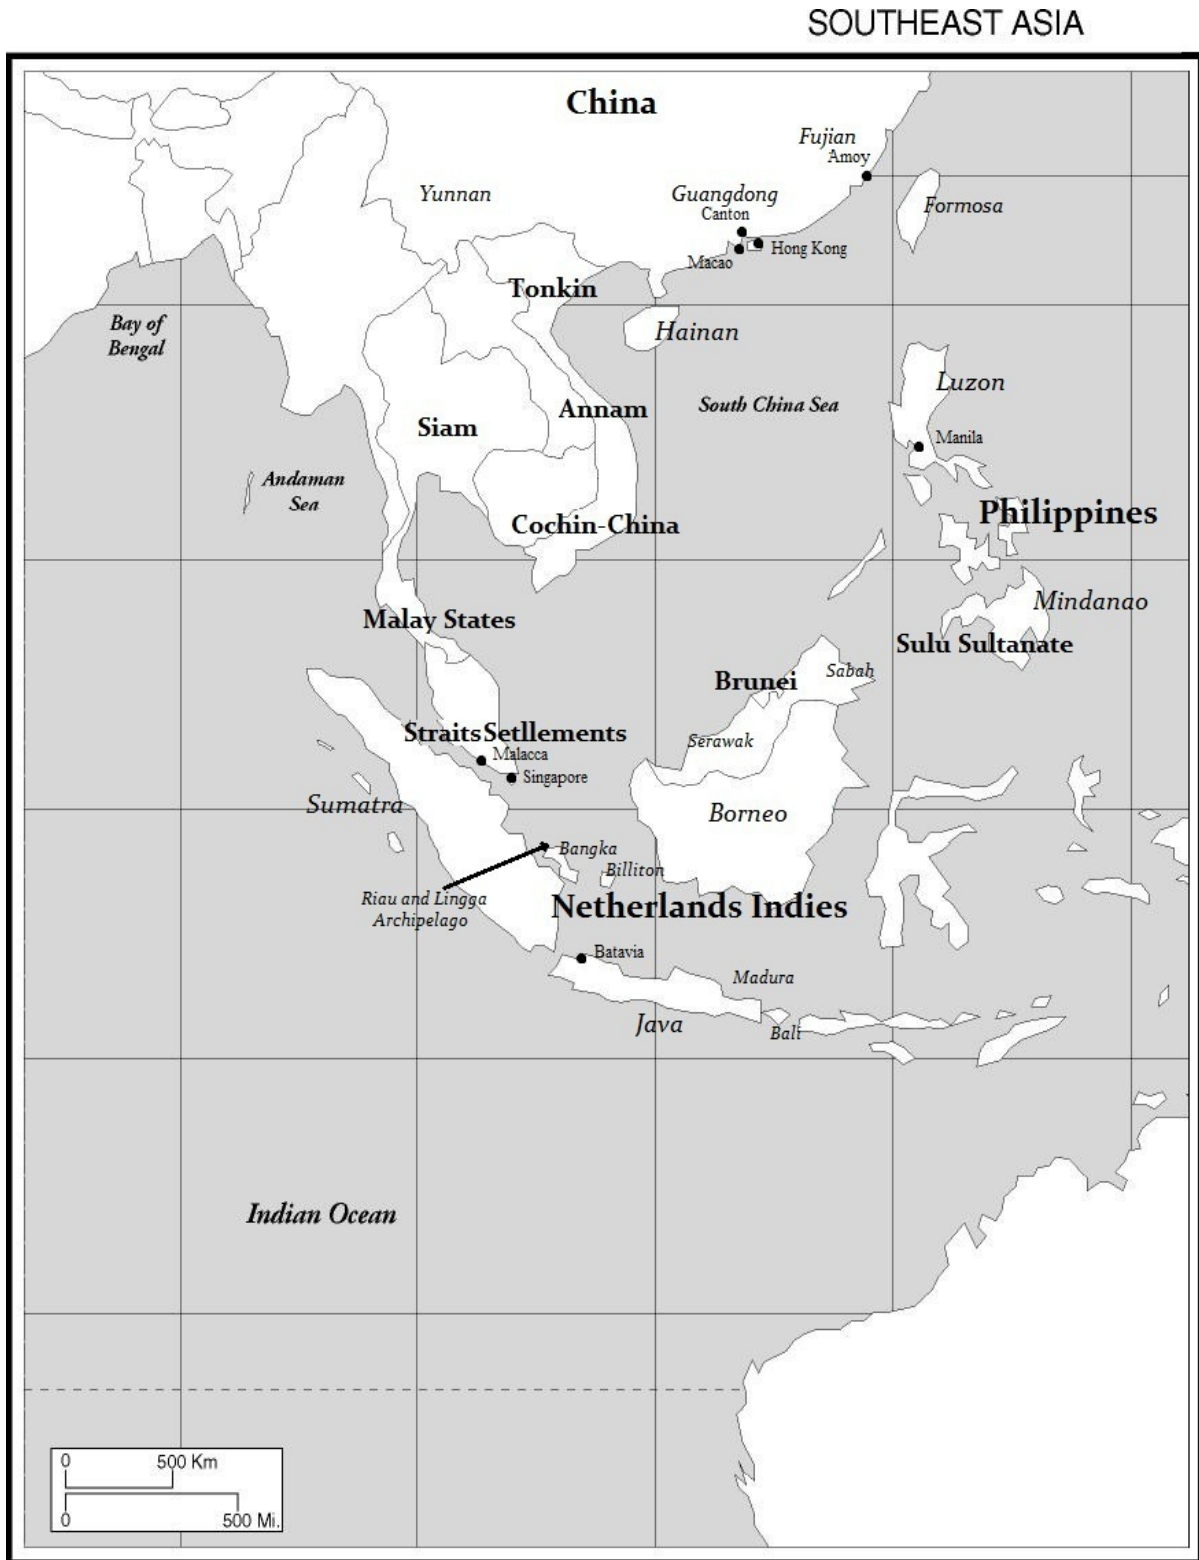 SOUTHEAST ASIA
China
Fujian
Amoy
Yunnan
Guangdong
Canton
Formosa
Hong Kong
Macao
Tonkin
Bay of
Bengal
Hainan
Luzon
South China Sea
Annam
Siam
Manila
Andaman
Sea
Philippines
Cochin-China
Mindanao
Malay States
Sulu Sultanate
Sabah
Brunei
Straits Setllements
Serawak
Malacca
Singapore
Sumatra
Borneo
Bangka
Billiton
Riau and Lingga
Archipelago
Netherlands Indies
Batavia
Madura
Java
Bali
Indian Ocean
0 500 Km
0 500 Mi.